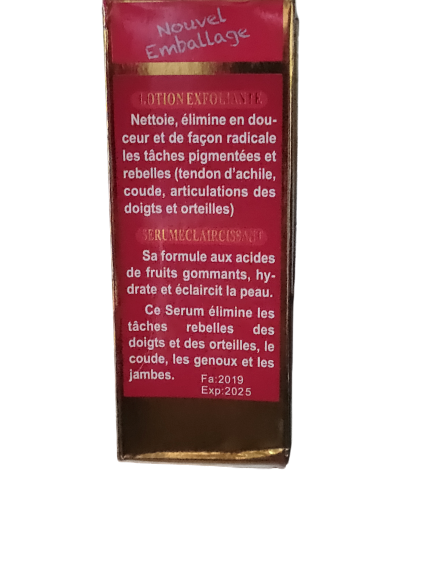 Nouvel
Emballage
LOTION EXFOLIANTE
Nettoie, élimine en dou-
ceur et de façon radicale
les tâches pigmentées et
rebelles (tendon d'achile,
coude, articulations des
doigts et orteilles)
SERUM ECLAIRCISSANT
Sa formule aux acides
de fruits gommants, hy-
drate et éclaircit la peau.
Ce Serum élimine les
tâches rebelles des
doigts et des orteilles, le
coude, les genoux et les
jambes.
Fa:2019
Exp:2025